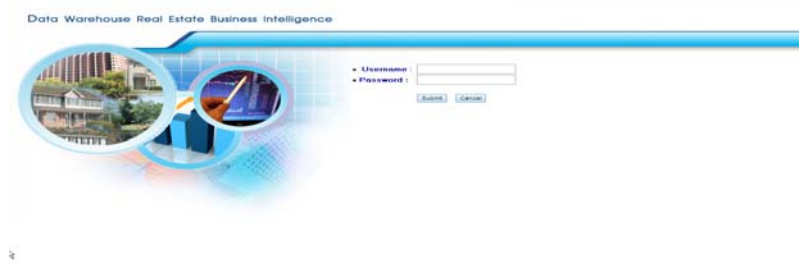 Data Warehouse Real Estate Business Intelligence
Username :
Password :
Submit Cancel